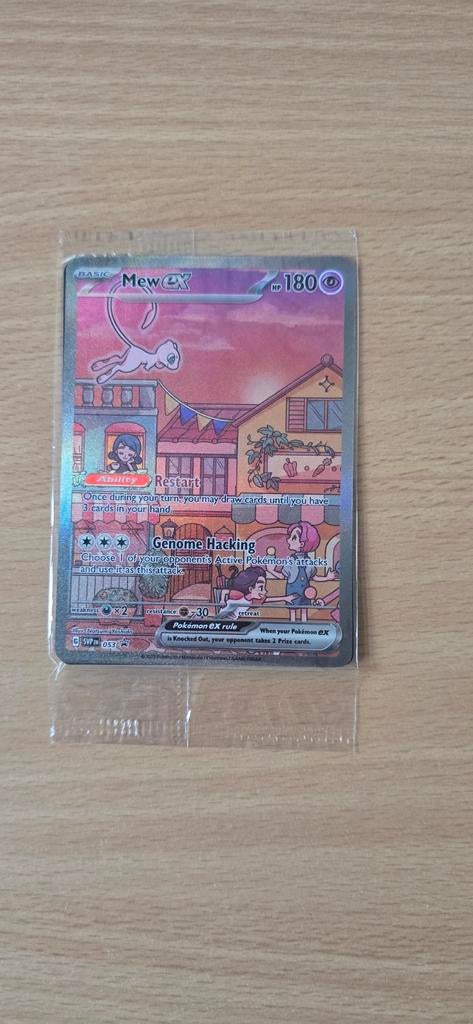 BASIC
Mew ex
HP 180
Ability Restart
Once during your turn, you may draw cards until you have
3 cards in your hand.
Genome Hacking
Choose 1 of your opponent's Active Pokémon's attacks
and use it as this attack.
weakness ×2 resistance -30 retreat
Pokémon ex rule
When your Pokémon ex
is Knocked Out, your opponent takes 2 Prize cards.
G SVP EN 053